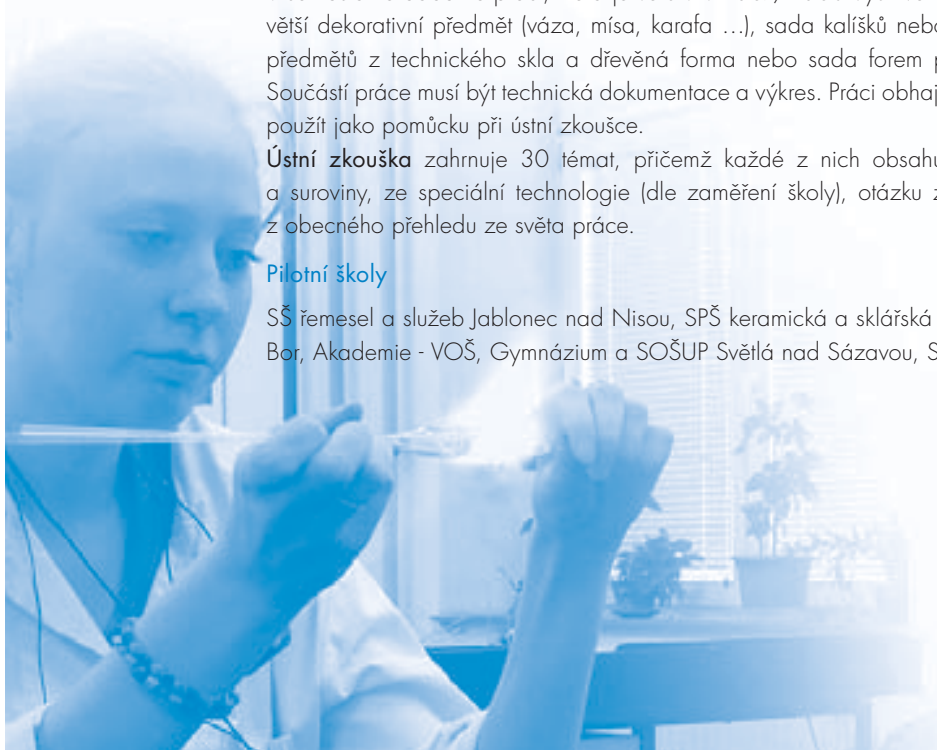 větší dekorativní předmět (váza, mísa, karafa ...), sada kalíšků
předmětů z technického skla a dřevěná forma nebo sada forem
Součástí práce musí být technická dokumentace a výkres. Práci
použít jako pomůcku při ústní zkoušce.
Ústní zkouška zahrnuje 30 témat, přičemž každé z nich
a suroviny, ze speciální technologie (dle zaměření školy), otázku
z obecného přehledu ze světa práce.
Pilotní školy
SŠ řemesel a služeb Jablonec nad Nisou, SPŠ keramická a sklářská
Bor, Akademie - VOŠ, Gymnázium a SOŠUP Světlá nad Sázavou,